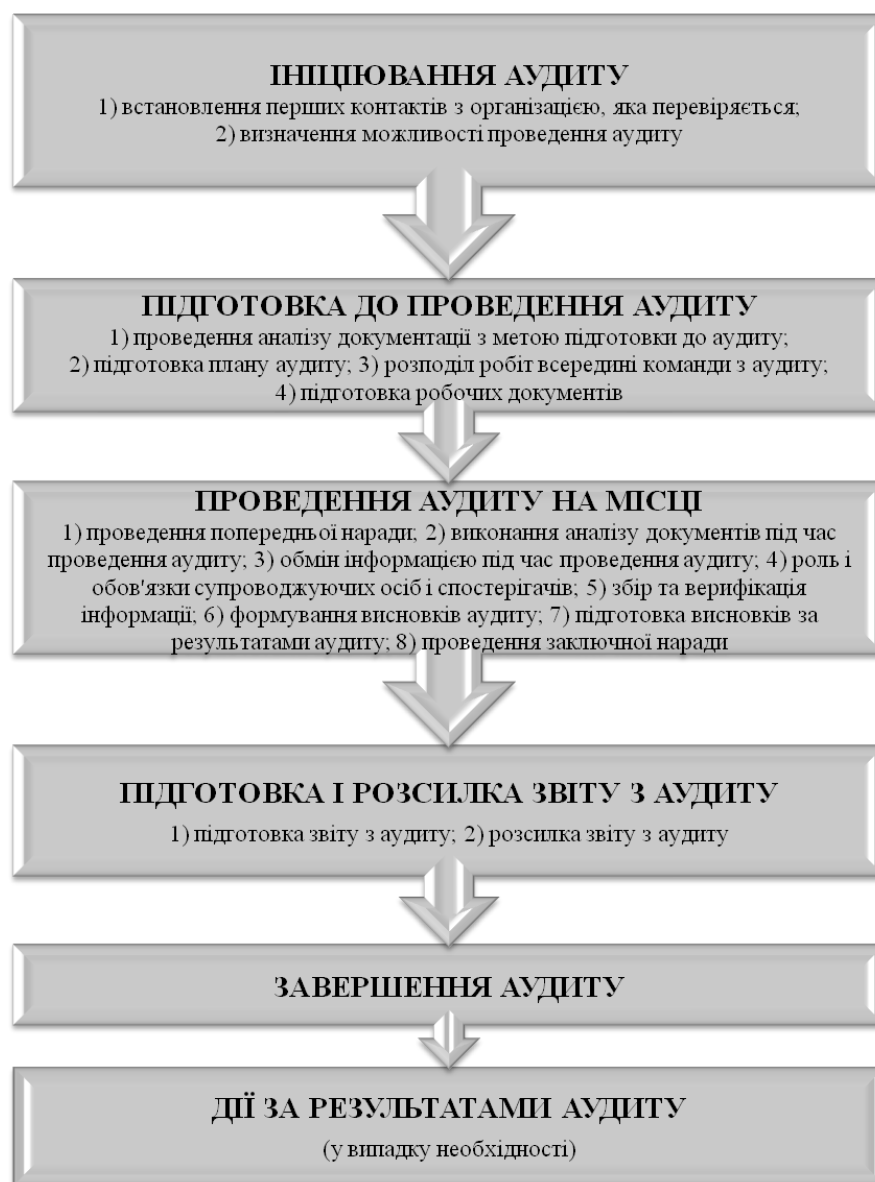 ІНІЦІЮВАННЯ АУДИТУ
1) встановлення перших контактів з організацією, яка перевіряється;
2) визначення можливості проведення аудиту
ПІДГОТОВКА ДО ПРОВЕДЕННЯ АУДИТУ
1) проведення аналізу документації з метою підготовки до аудиту;
2) підготовка плану аудиту; 3) розподіл робіт всередині команди з аудиту;
4) підготовка робочих документів
ПРОВЕДЕННЯ АУДИТУ НА МІСЦІ
1) проведення попередньої наради; 2) виконання аналізу документів під час
проведення аудиту; 3) обмін інформацією під час проведення аудиту; 4) роль і
обов'язки супроводжуючих осіб і спостерігачів; 5) збір та верифікація
інформації; 6) формування висновків аудиту; 7) підготовка висновків за
результатами аудиту; 8) проведення заключної наради
ПІДГОТОВКА І РОЗСИЛКА ЗВІТУ З АУДИТУ
1) підготовка звіту з аудиту; 2) розсилка звіту з аудиту
ЗАВЕРШЕННЯ АУДИТУ
ДІЇ ЗА РЕЗУЛЬТАТАМИ АУДИТУ
(у випадку необхідності)